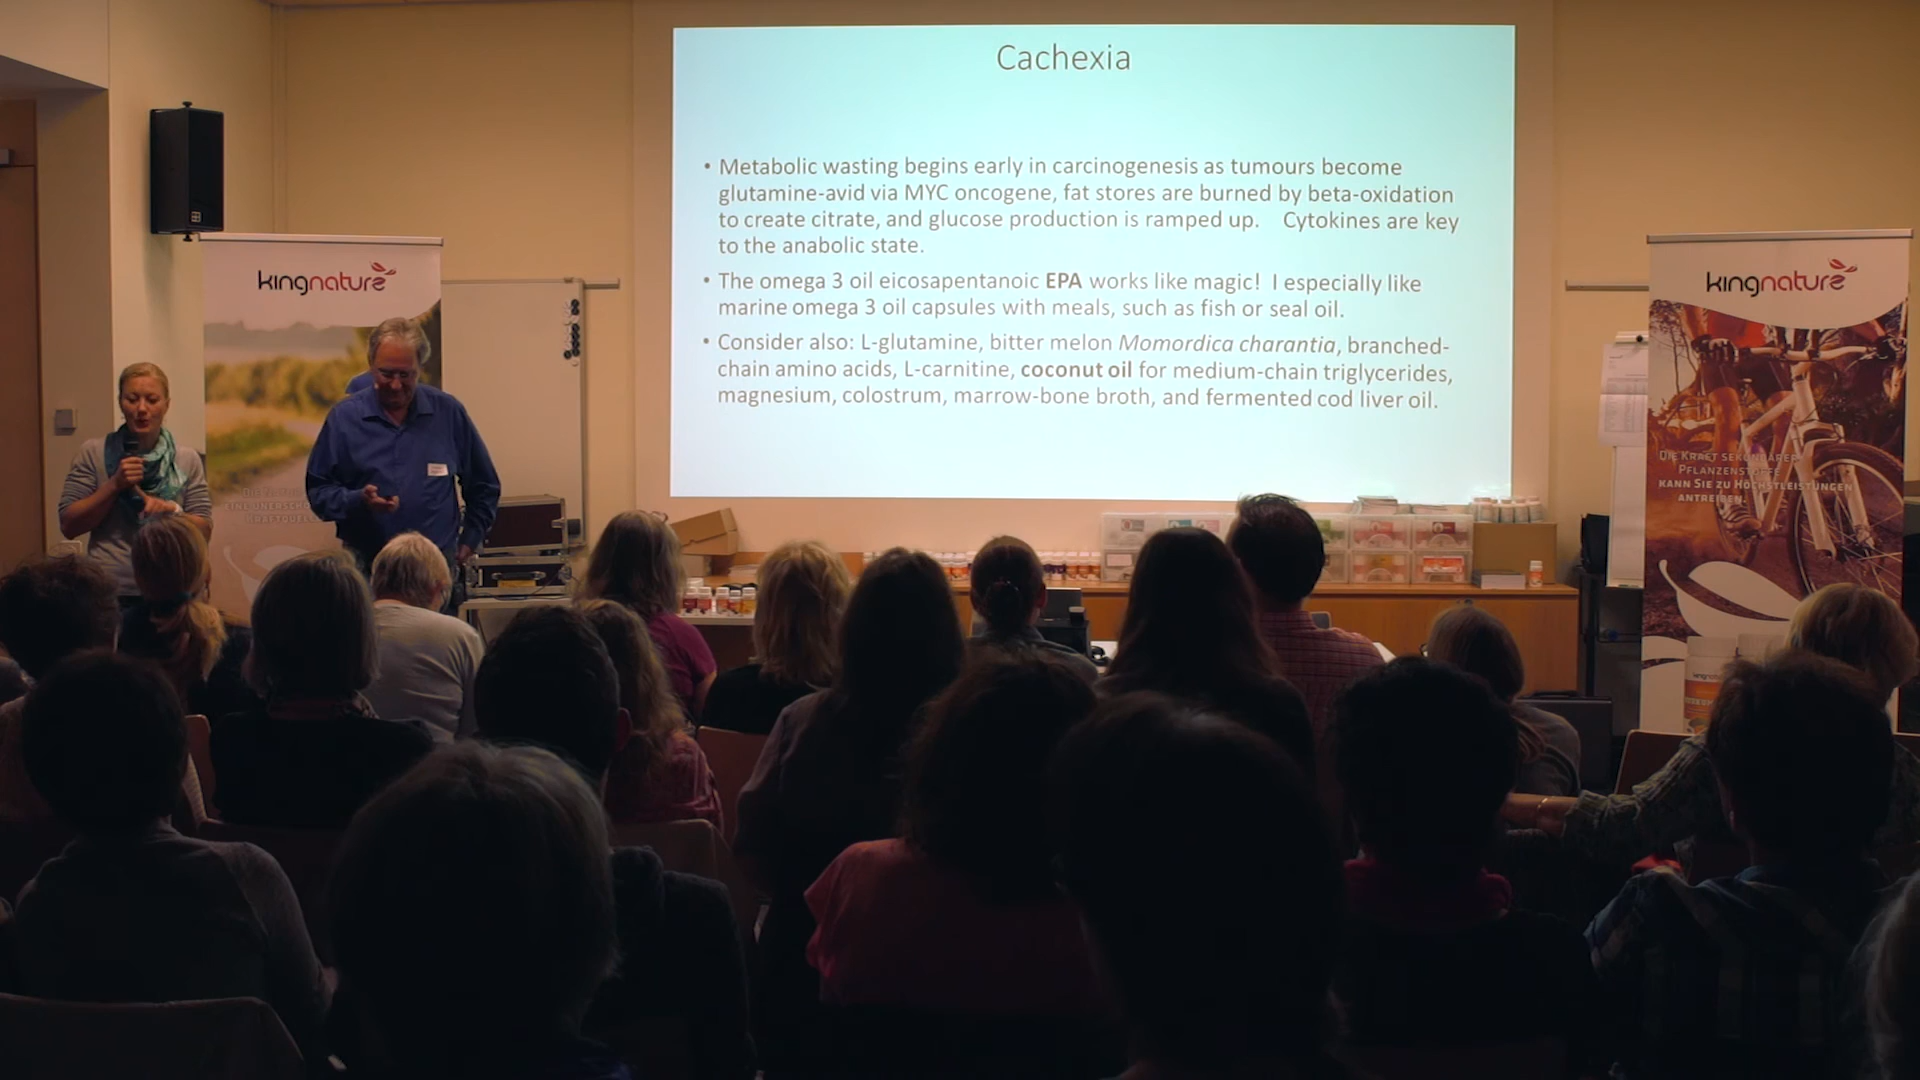 Cachexia
• Metabolic wasting begins early in carcinogenesis as tumours become
glutamine-avid via MYC oncogene, fat stores are burned by beta-oxidation
to create citrate, and glucose production is ramped up. Cytokines are key
to the anabolic state.
• The omega 3 oil eicosapentanoic EPA works like magic! I especially like
marine omega 3 oil capsules with meals, such as fish or seal oil.
• Consider also: L-glutamine, bitter melon Momordica charantia, branched-
chain amino acids, L-carnitine, coconut oil for medium-chain triglycerides,
magnesium, colostrum, marrow-bone broth, and fermented cod liver oil.
kingnature
kingnature
Die Kraft sekundärer
Pflanzenstoffe
kann Sie zu Höchstleistungen
antreiben.